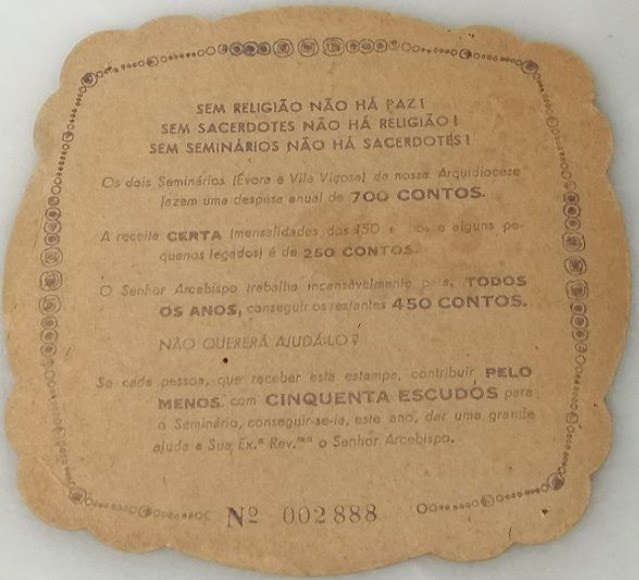 SEM RELIGIÃO NÃO HÁ PAZ!
SEM SACERDOTES NÃO HÁ RELIGIÃO!
SEM SEMINÁRIOS NÃO HÁ SACERDOTES!
Os dois Seminários (Évora e Vila Viçosa) da nossa Arquidiocese
fazem uma despesa anual de 700 CONTOS.
A receita CERTA (mensalidades dos 150 e alguns pe-
quenos legados) é de 250 CONTOS.
O Senhor Arcebispo trabalha incansàvelmente para, TODOS
OS ANOS, conseguir os restantes 450 CONTOS.
NÃO QUERERÁ AJUDÁ-LO?
Se cada pessoa, que receber esta estampa, contribuir PELO
MENOS, com CINQUENTA ESCUDOS para
o Seminário, conseguir-se-ia, este ano, dar uma grande
ajuda a Sua Ex.ª Rev.ma o Senhor Arcebispo.
Nº 002888